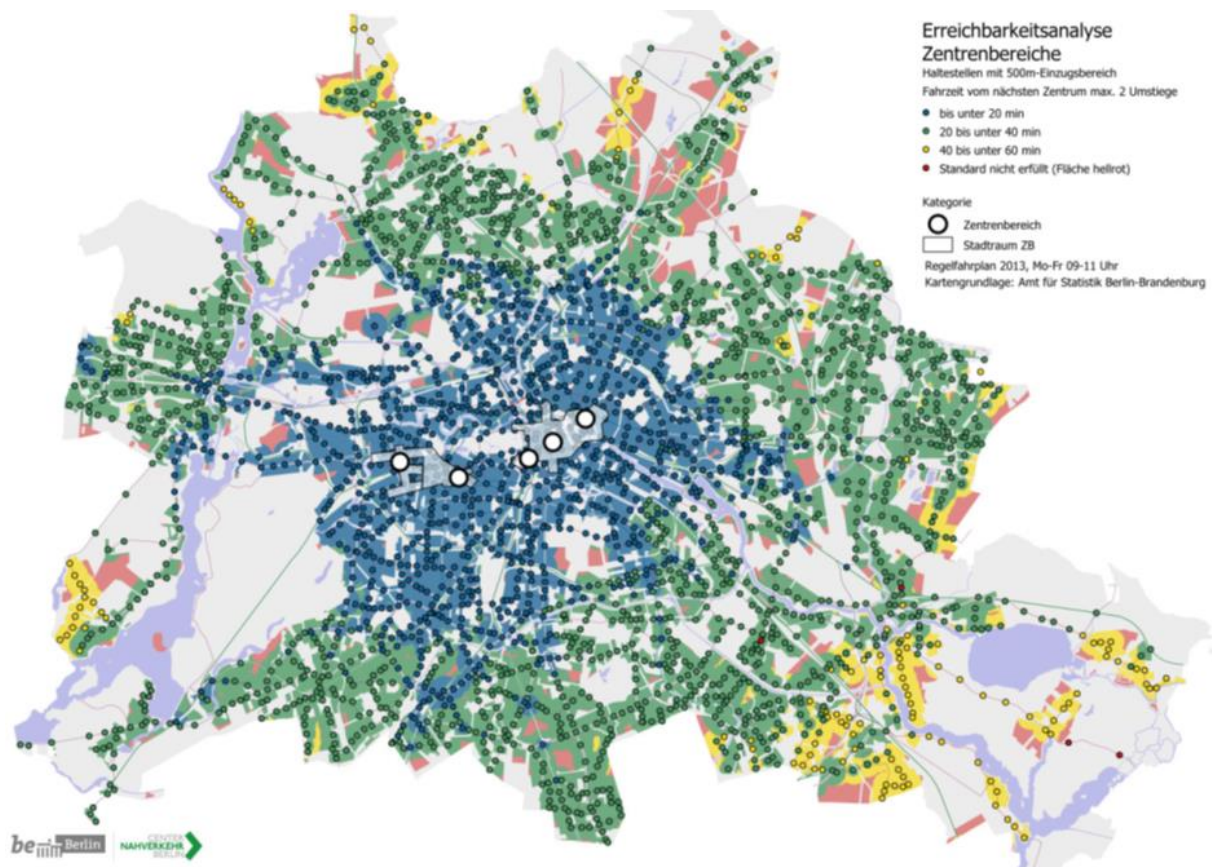 Erreichbarkeitsanalyse
Zentrenbereiche
Haltestellen mit 500m-Einzugsbereich
Fahrzeit vom nächsten Zentrum max. 2 Umstiege
bis unter 20 min
20 bis unter 40 min
40 bis unter 60 min
Standard nicht erfüllt (Fläche hellrot)
Kategorie
Zentrenbereich
Stadtraum ZB
Regelfahrplan 2013, Mo-Fr 09-11 Uhr
Kartengrundlage: Amt für Statistik Berlin-Brandenburg
be Berlin
CENTER
NAHVERKEHR
BERLIN